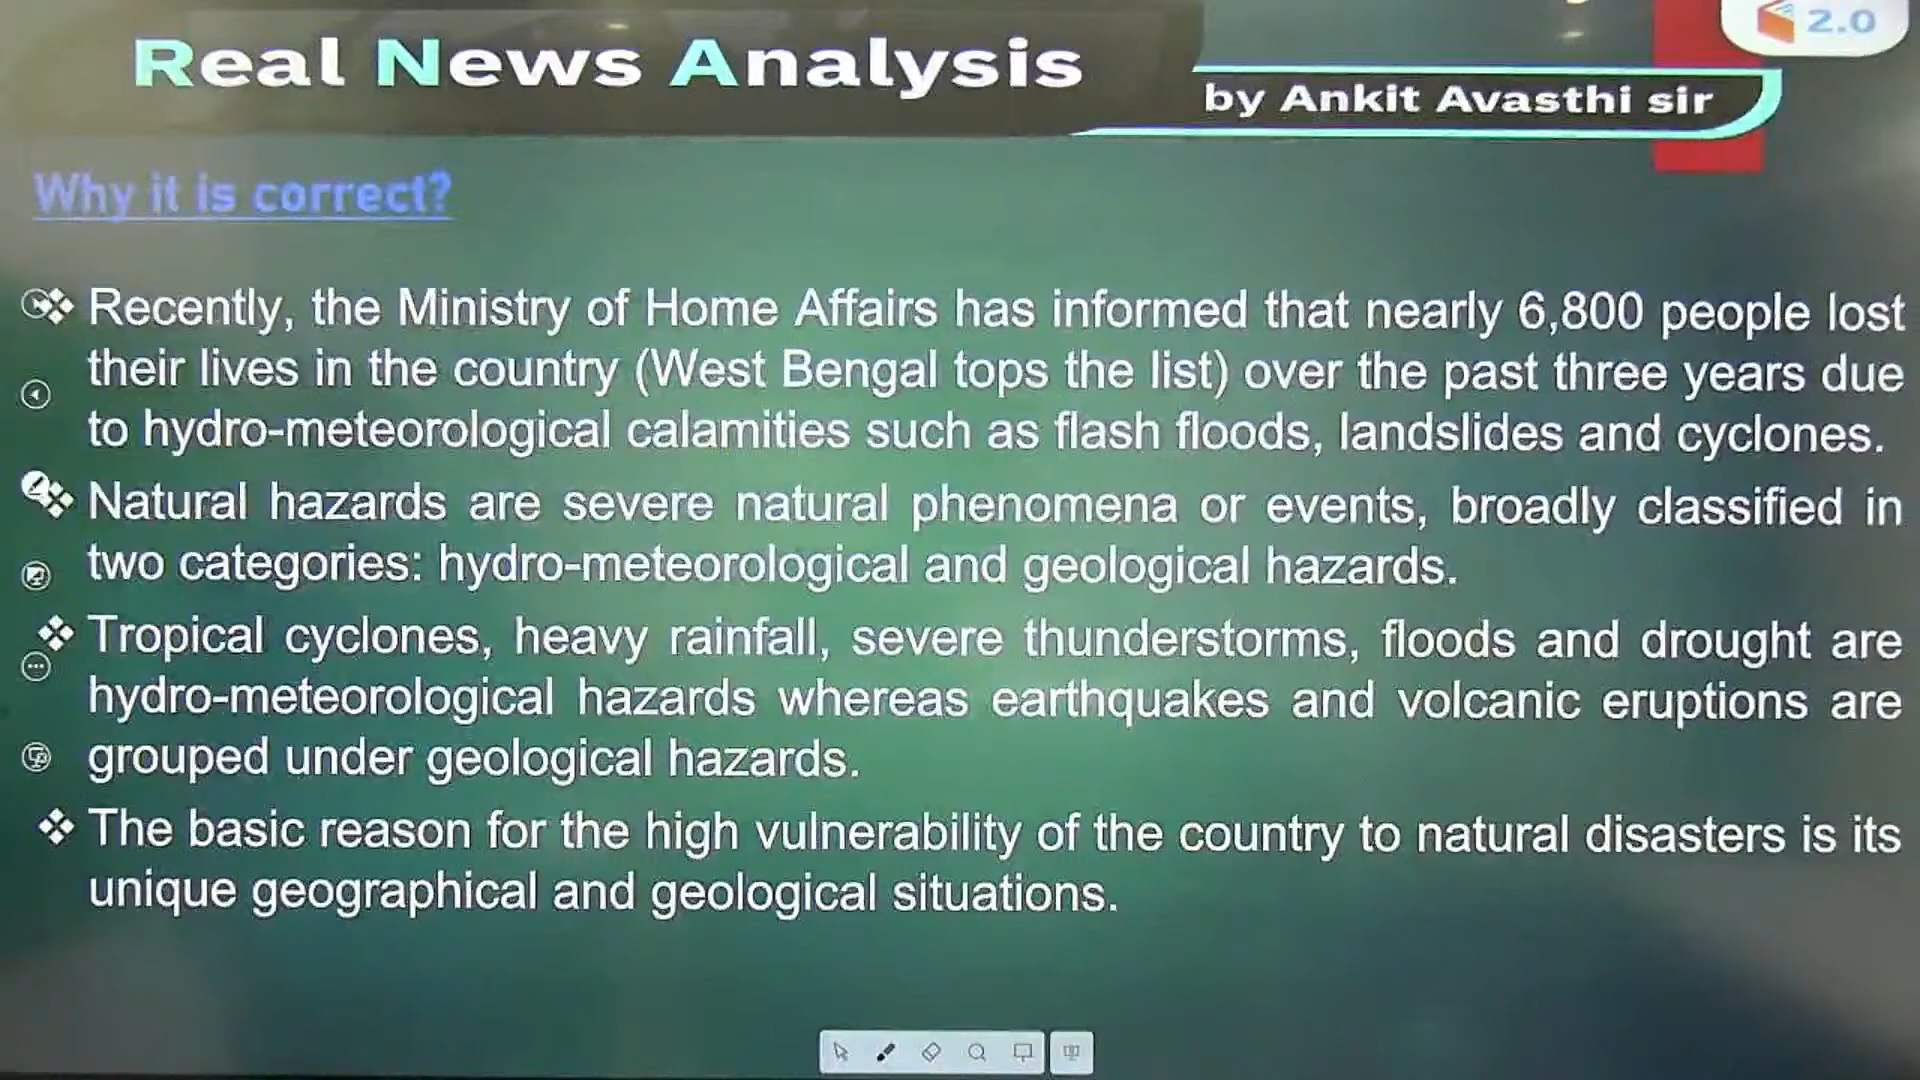 2.0
Real News Analysis
by Ankit Avasthi sir
Why it is correct?
❖ Recently, the Ministry of Home Affairs has informed that nearly 6,800 people lost
their lives in the country (West Bengal tops the list) over the past three years due
to hydro-meteorological calamities such as flash floods, landslides and cyclones.
❖ Natural hazards are severe natural phenomena or events, broadly classified in
two categories: hydro-meteorological and geological hazards.
❖ Tropical cyclones, heavy rainfall, severe thunderstorms, floods and drought are
hydro-meteorological hazards whereas earthquakes and volcanic eruptions are
grouped under geological hazards.
❖ The basic reason for the high vulnerability of the country to natural disasters is its
unique geographical and geological situations.